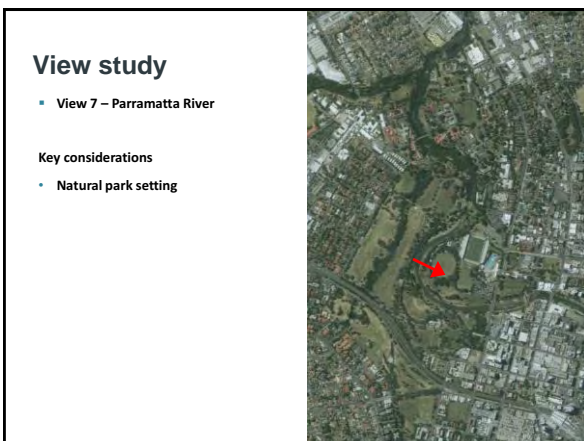 View study
▪ View 7 – Parramatta River
Key considerations
• Natural park setting